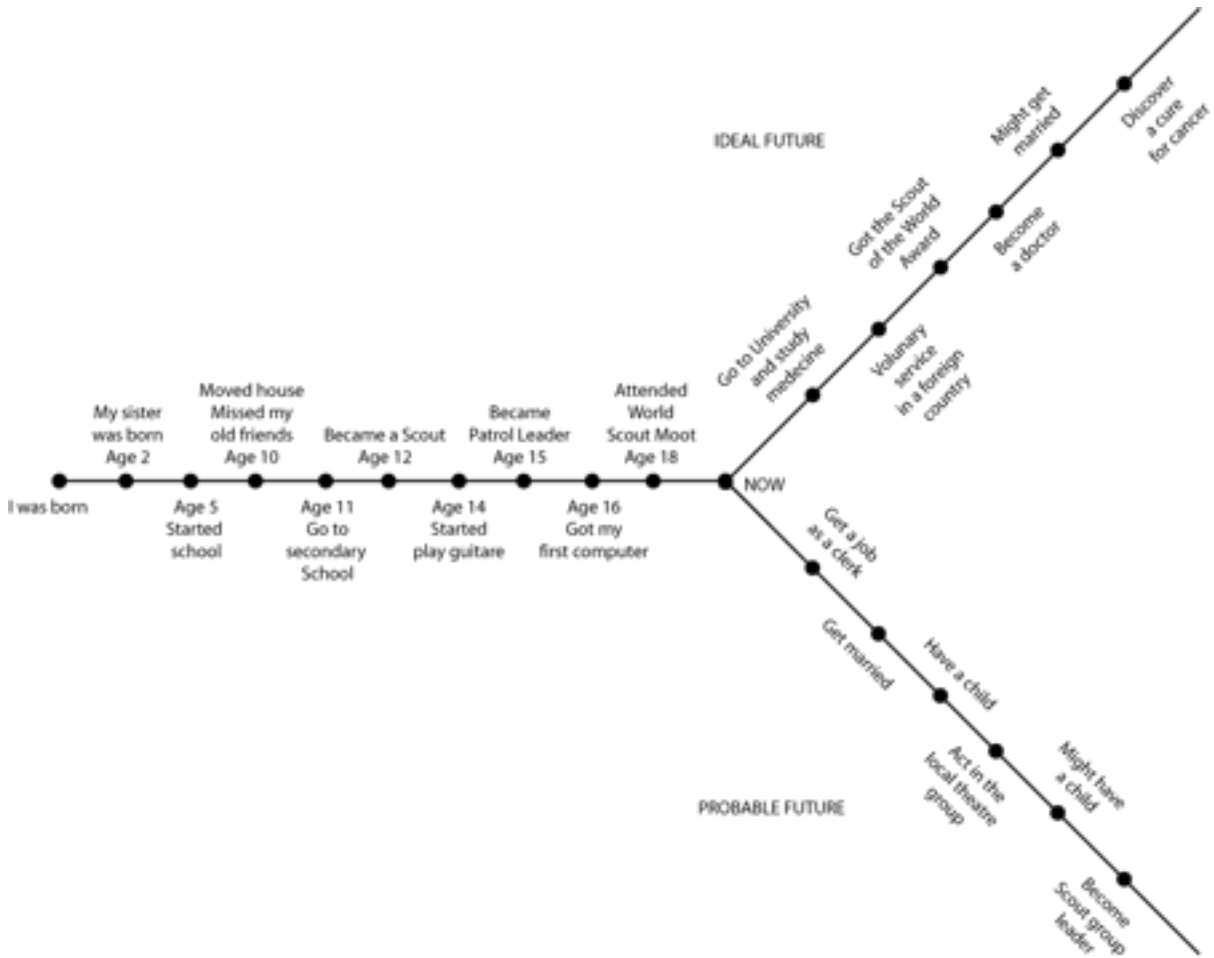 I was born
My sister
was born
Age 2
Age 5
Started
school
Moved house
Missed my
old friends
Age 10
Age 11
Go to
secondary
School
Became a Scout
Age 12
Age 14
Started
play guitare
Became
Patrol Leader
Age 15
Age 16
Got my
first computer
Attended
World
Scout Moot
Age 18
NOW
IDEAL FUTURE
Go to University
and study
medecine
Volunary
service
in a foreign
country
Got the Scout
of the World
Award
Become
a doctor
Might get
married
Discover
a cure
for cancer
PROBABLE FUTURE
Get a job
as a clerk
Get married
Have a child
Act in the
local theatre
group
Might have
a child
Become
Scout group
leader